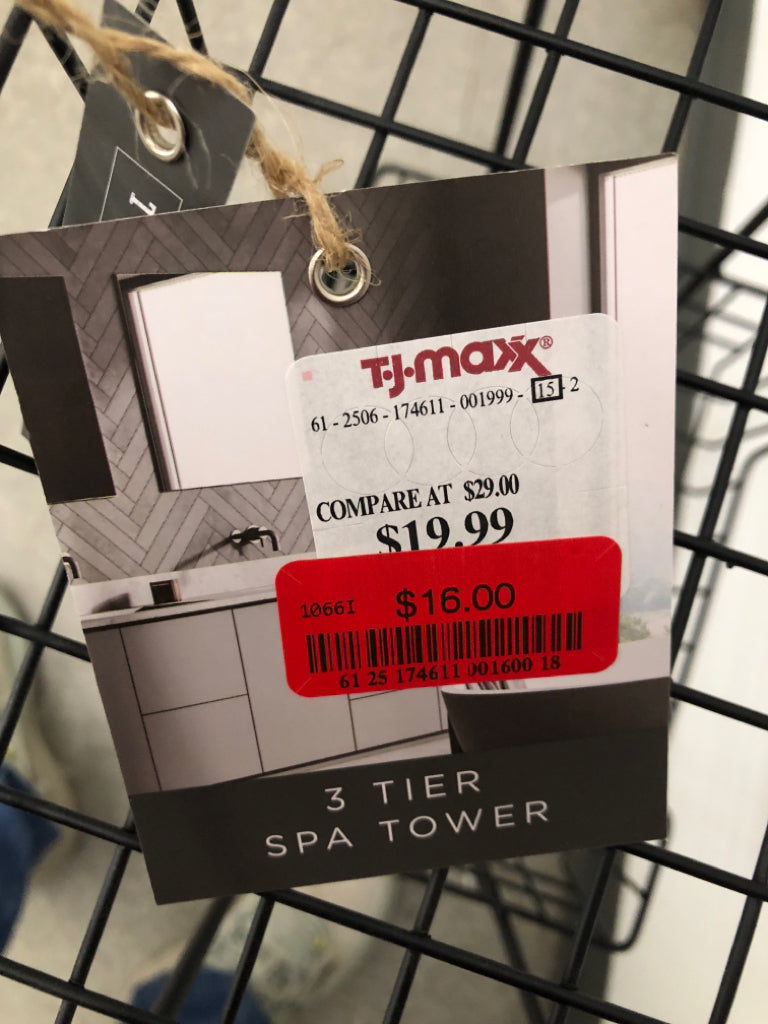 L
T·J·maxx®
61 - 2506 - 174611 - 001999 - 15 - 2
COMPARE AT $29.00
$19.99
1066I $16.00
61 25 174611 001600 18
3 TIER
SPA TOWER